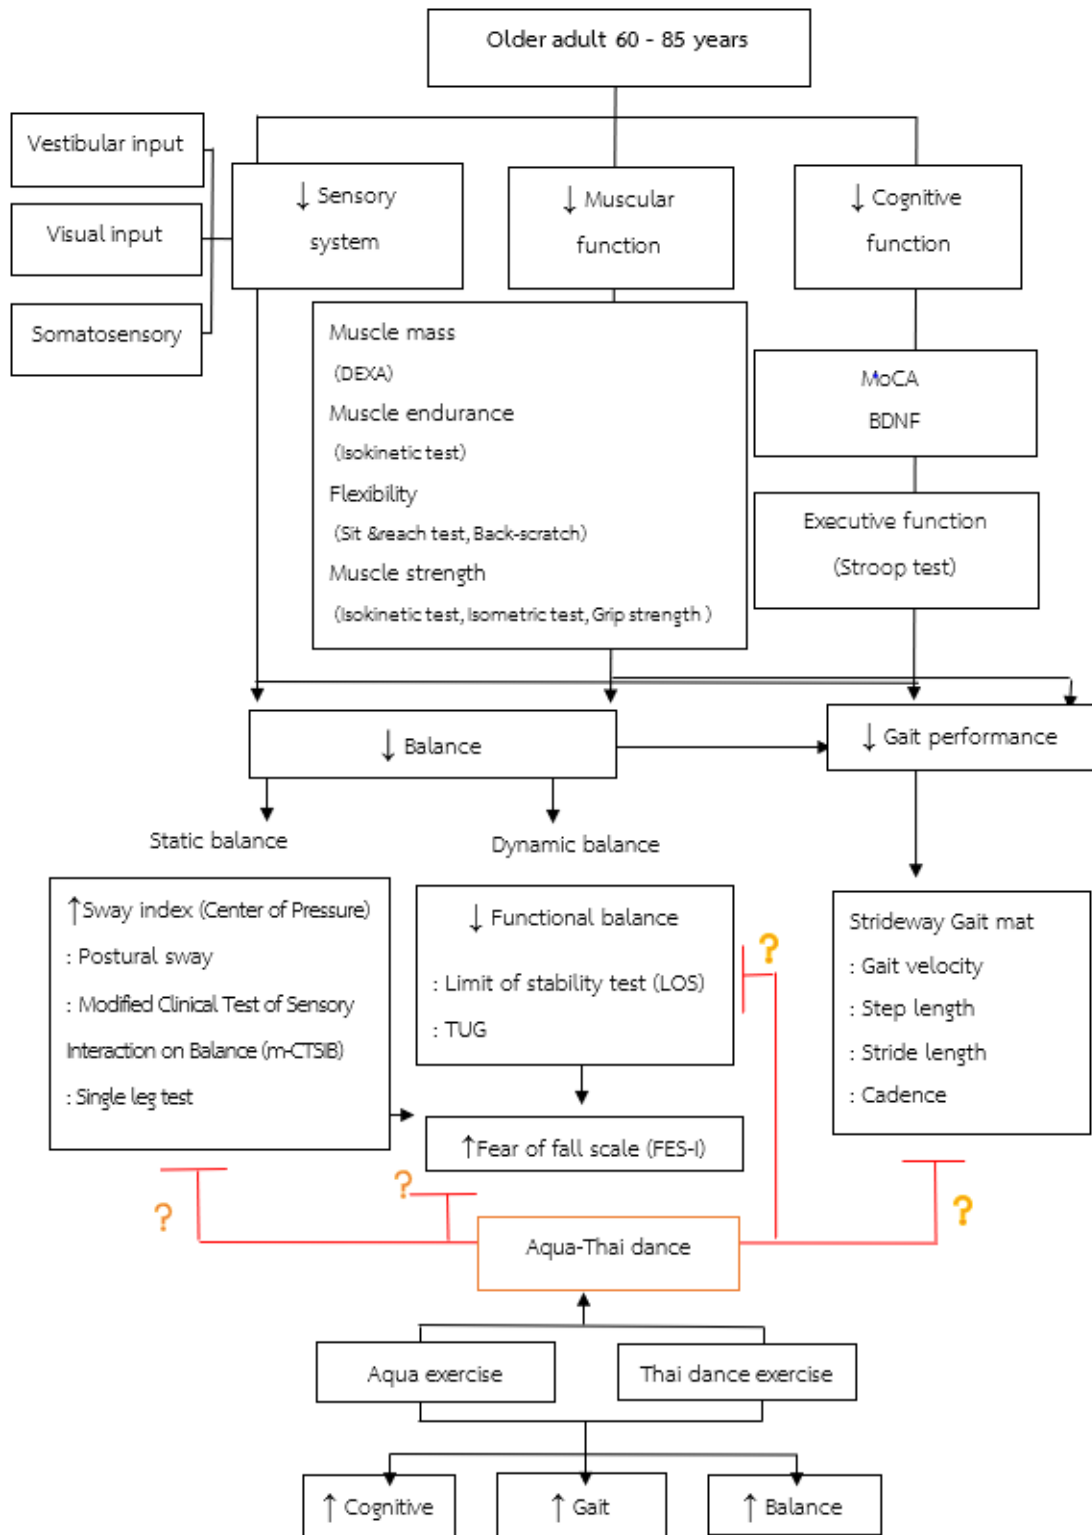 Older adult 60 - 85 years
Vestibular input
Visual input
Somatosensory
↓ Sensory
system
↓ Muscular
function
↓ Cognitive
function
Muscle mass
(DEXA)
Muscle endurance
(Isokinetic test)
Flexibility
(Sit &reach test, Back-scratch)
Muscle strength
(Isokinetic test, Isometric test, Grip strength )
MoCA
BDNF
Executive function
(Stroop test)
↓ Balance
↓ Gait performance
Static balance
Dynamic balance
↑Sway index (Center of Pressure)
: Postural sway
: Modified Clinical Test of Sensory
Interaction on Balance (m-CTSIB)
: Single leg test
↓ Functional balance
: Limit of stability test (LOS)
: TUG
?
Strideway Gait mat
: Gait velocity
: Step length
: Stride length
: Cadence
↑Fear of fall scale (FES-I)
?
?
?
Aqua-Thai dance
Aqua exercise
Thai dance exercise
↑ Cognitive
↑ Gait
↑ Balance